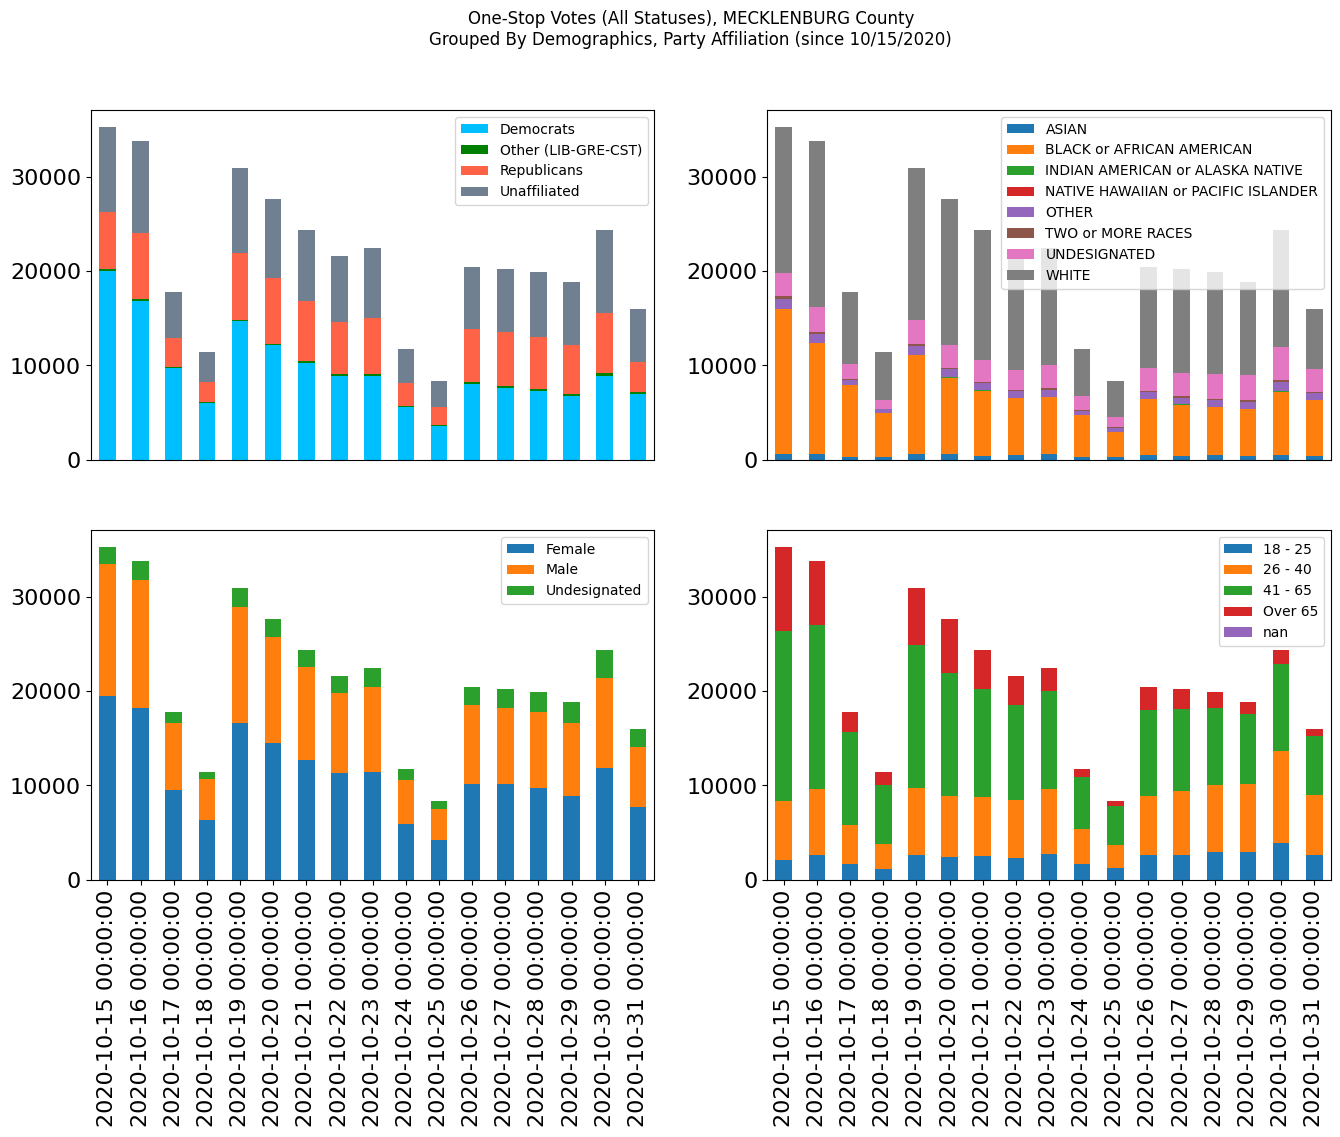 One-Stop Votes (All Statuses), MECKLENBURG County
Grouped By Demographics, Party Affiliation (since 10/15/2020)
30000
20000
10000
0
Democrats
Other (LIB-GRE-CST)
Republicans
Unaffiliated
30000
20000
10000
0
ASIAN
BLACK or AFRICAN AMERICAN
INDIAN AMERICAN or ALASKA NATIVE
NATIVE HAWAIIAN or PACIFIC ISLANDER
OTHER
TWO or MORE RACES
UNDESIGNATED
WHITE
30000
20000
10000
0
Female
Male
Undesignated
2020-10-15 00:00:00
2020-10-16 00:00:00
2020-10-17 00:00:00
2020-10-18 00:00:00
2020-10-19 00:00:00
2020-10-20 00:00:00
2020-10-21 00:00:00
2020-10-22 00:00:00
2020-10-23 00:00:00
2020-10-24 00:00:00
2020-10-25 00:00:00
2020-10-26 00:00:00
2020-10-27 00:00:00
2020-10-28 00:00:00
2020-10-29 00:00:00
2020-10-30 00:00:00
2020-10-31 00:00:00
30000
20000
10000
0
18 - 25
26 - 40
41 - 65
Over 65
nan
2020-10-15 00:00:00
2020-10-16 00:00:00
2020-10-17 00:00:00
2020-10-18 00:00:00
2020-10-19 00:00:00
2020-10-20 00:00:00
2020-10-21 00:00:00
2020-10-22 00:00:00
2020-10-23 00:00:00
2020-10-24 00:00:00
2020-10-25 00:00:00
2020-10-26 00:00:00
2020-10-27 00:00:00
2020-10-28 00:00:00
2020-10-29 00:00:00
2020-10-30 00:00:00
2020-10-31 00:00:00